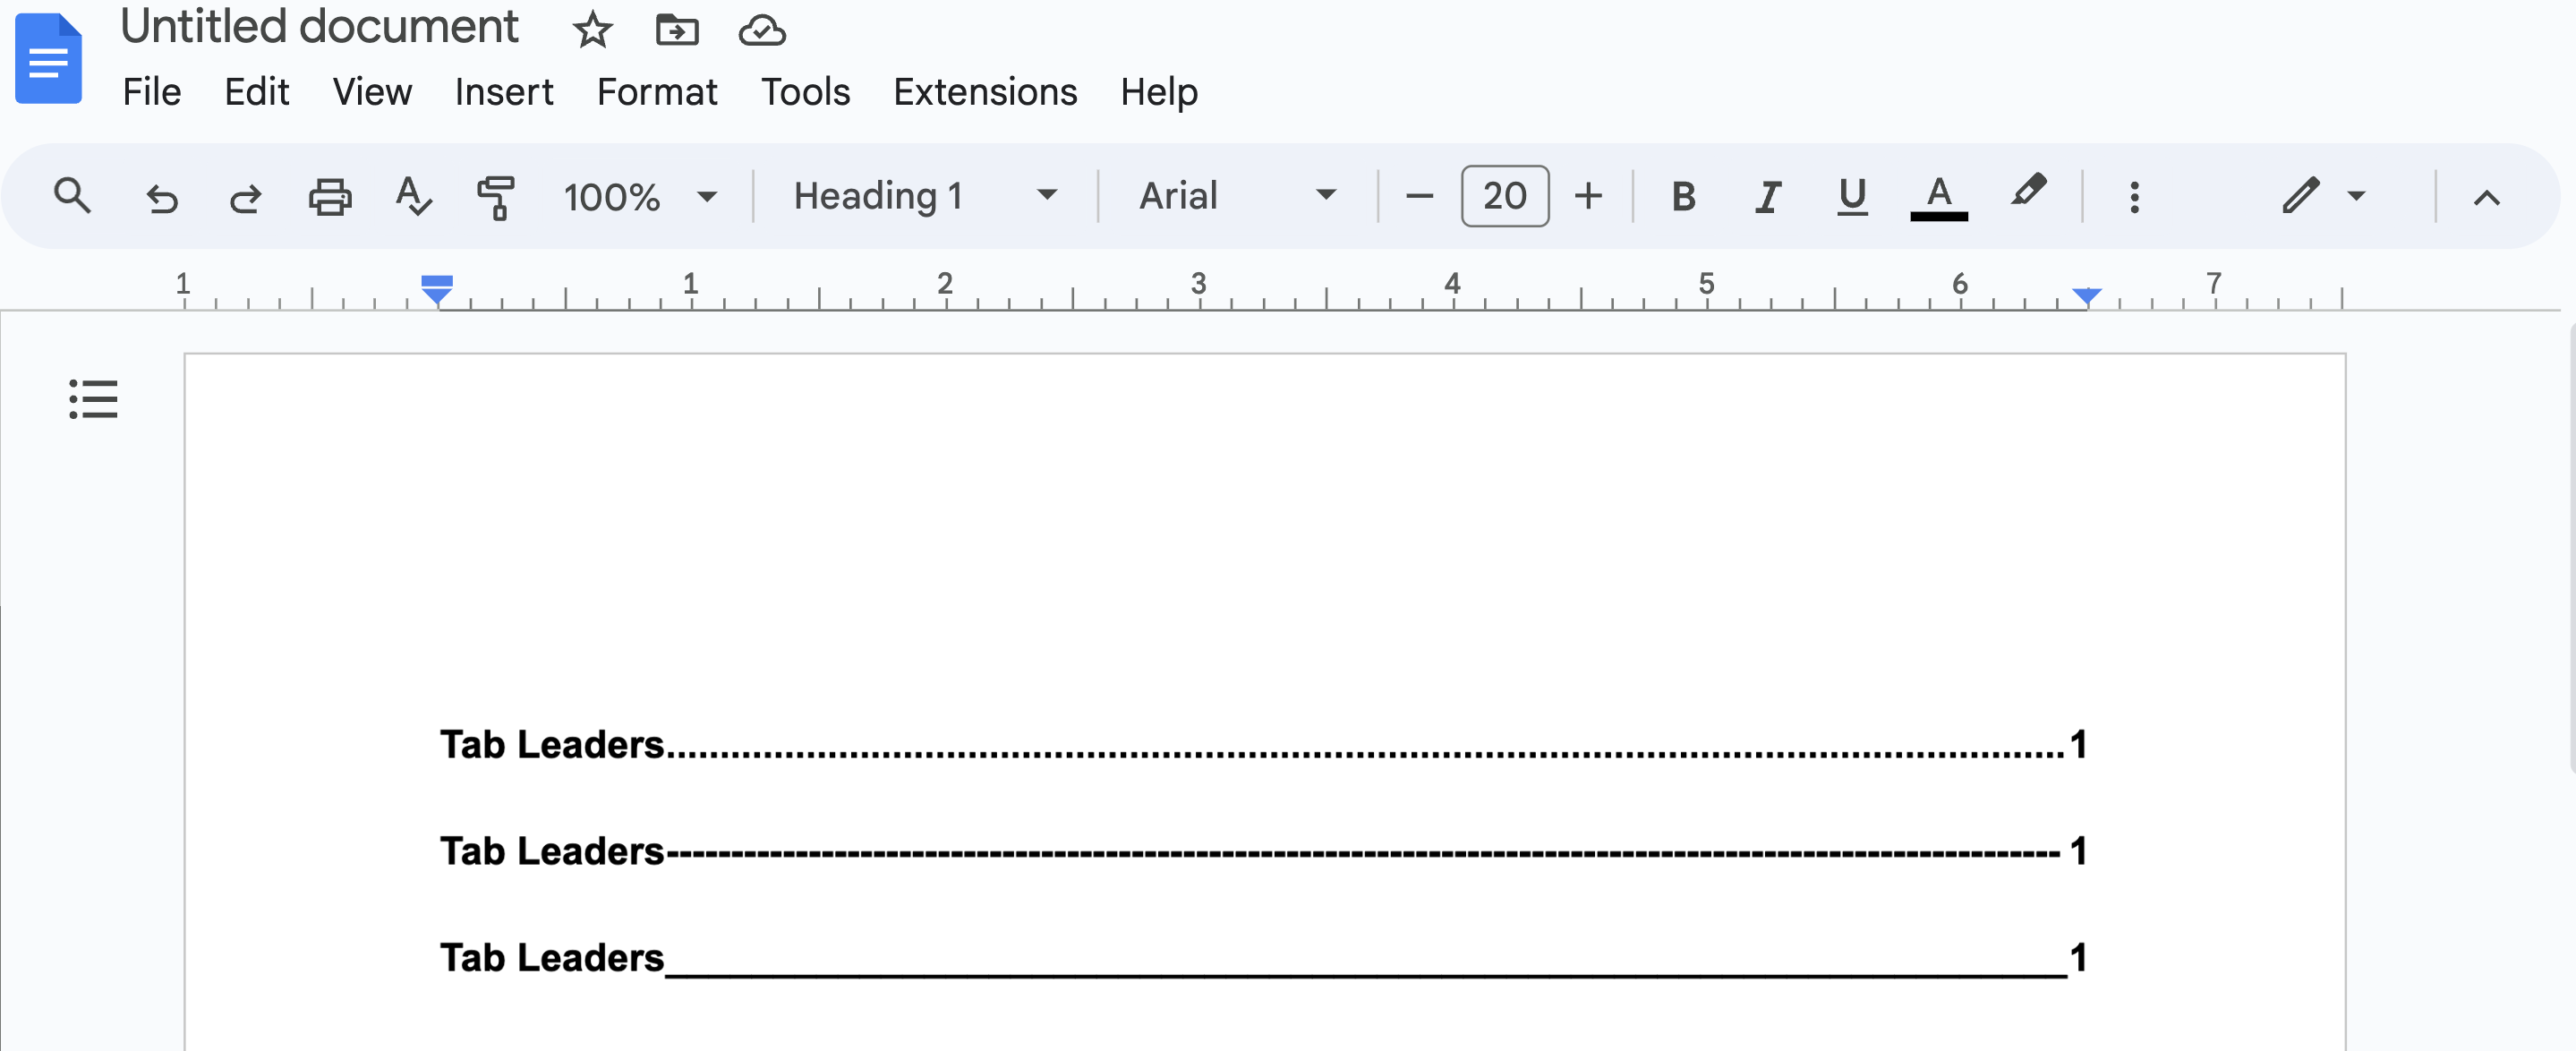 Untitled document
File Edit View Insert Format Tools Extensions Help
100% Heading 1 Arial − 20 + B I U A
1 1 2 3 4 5 6 7
Tab Leaders................................................................................................................................1
Tab Leaders------------------------------------------------------------------------------------------------------------1
Tab Leaders_________________________________________________________________1